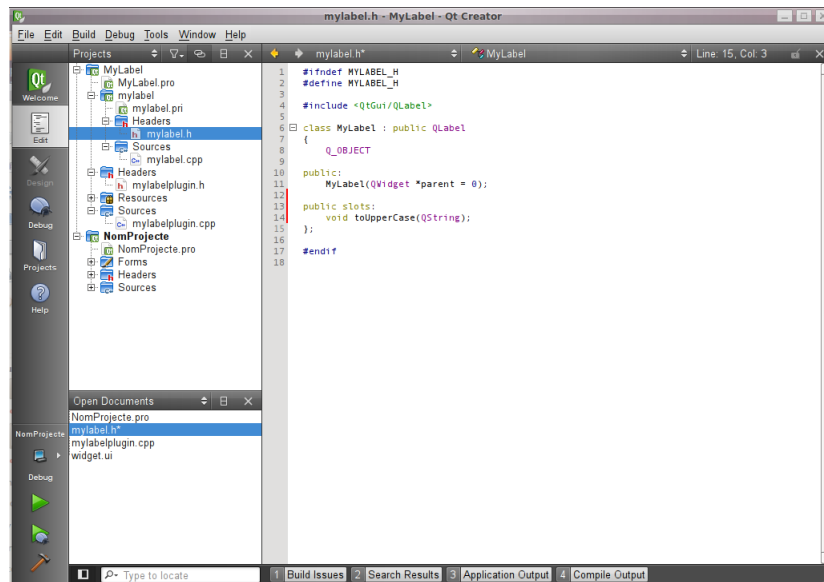 mylabel.h - MyLabel - Qt Creator
File Edit Build Debug Tools Window Help
Projects
mylabel.h*
MyLabel
Line: 15, Col: 3
Qt
Welcome
Edit
Design
Debug
Projects
Help
MyLabel
MyLabel.pro
mylabel
mylabel.pri
Headers
mylabel.h
Sources
mylabel.cpp
Headers
mylabelplugin.h
Resources
Sources
mylabelplugin.cpp
NomProjecte
NomProjecte.pro
Forms
Headers
Sources
1 #ifndef MYLABEL_H
2 #define MYLABEL_H
3
4 #include <QtGui/QLabel>
5
6 class MyLabel : public QLabel
7 {
8 Q_OBJECT
9
10 public:
11 MyLabel(QWidget *parent = 0);
12
13 public slots:
14 void toUpperCase(QString);
15 };
16
17 #endif
18
Open Documents
NomProjecte.pro
mylabel.h*
mylabelplugin.cpp
widget.ui
NomProjecte
Debug
Type to locate
1 Build Issues 2 Search Results 3 Application Output 4 Compile Output